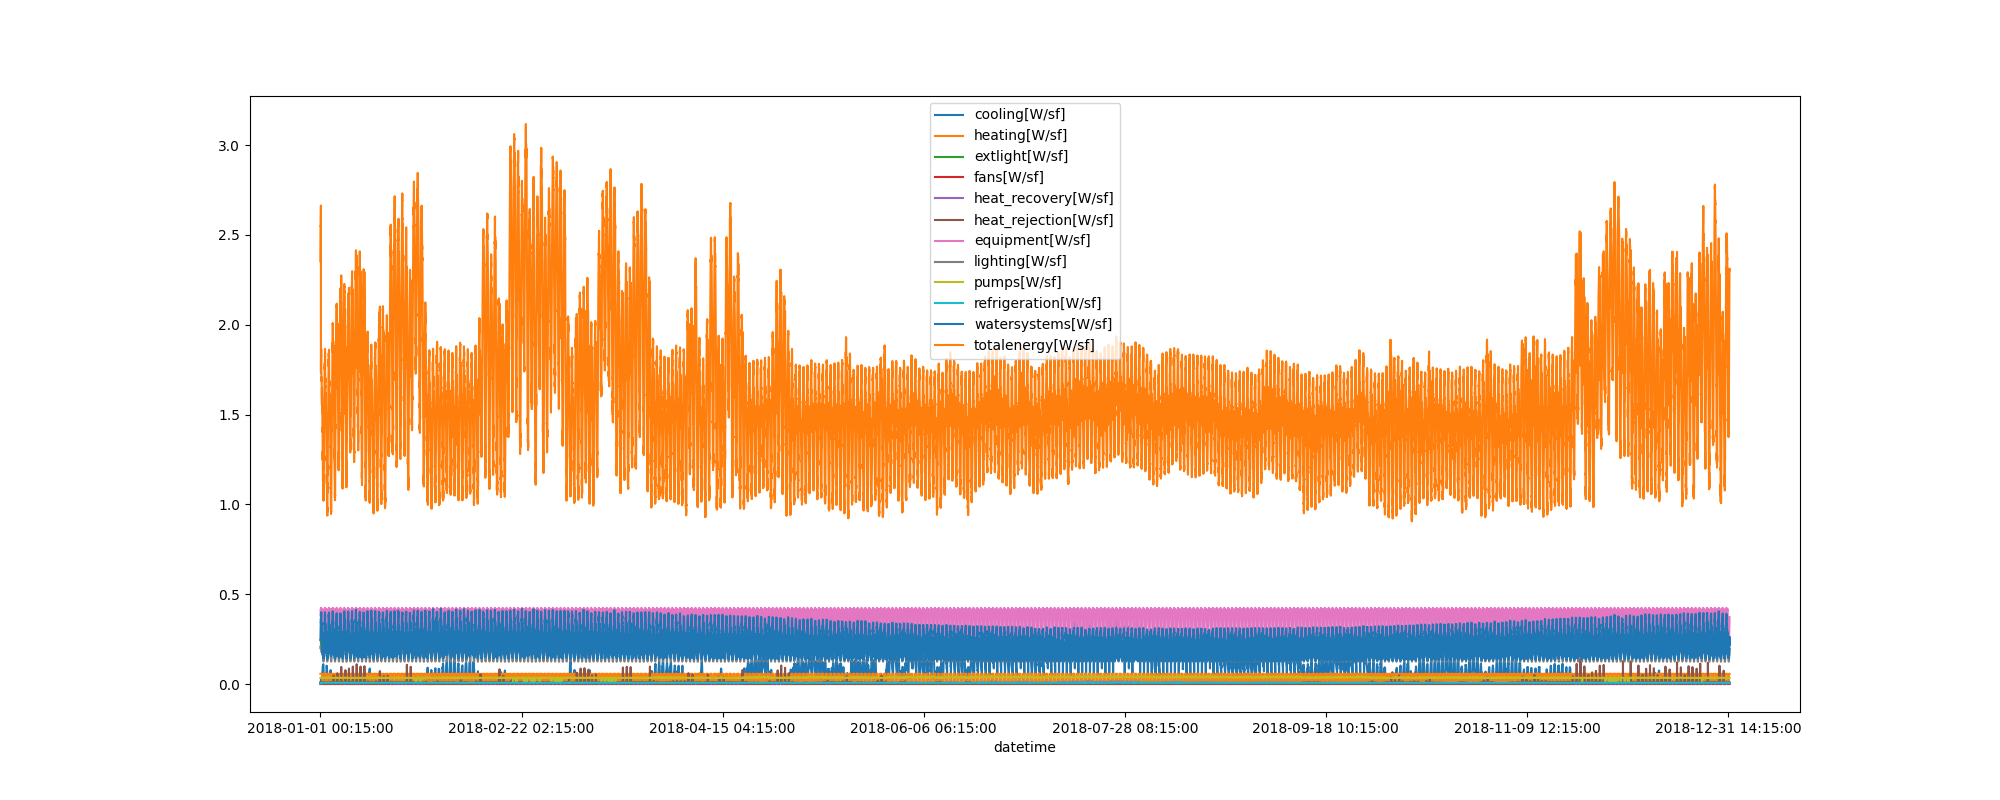 cooling[W/sf]
heating[W/sf]
extlight[W/sf]
fans[W/sf]
heat_recovery[W/sf]
heat_rejection[W/sf]
equipment[W/sf]
lighting[W/sf]
pumps[W/sf]
refrigeration[W/sf]
watersystems[W/sf]
totalenergy[W/sf]
3.0
2.5
2.0
1.5
1.0
0.5
0.0
2018-01-01 00:15:00 2018-02-22 02:15:00 2018-04-15 04:15:00 2018-06-06 06:15:00 2018-07-28 08:15:00 2018-09-18 10:15:00 2018-11-09 12:15:00 2018-12-31 14:15:00
datetime